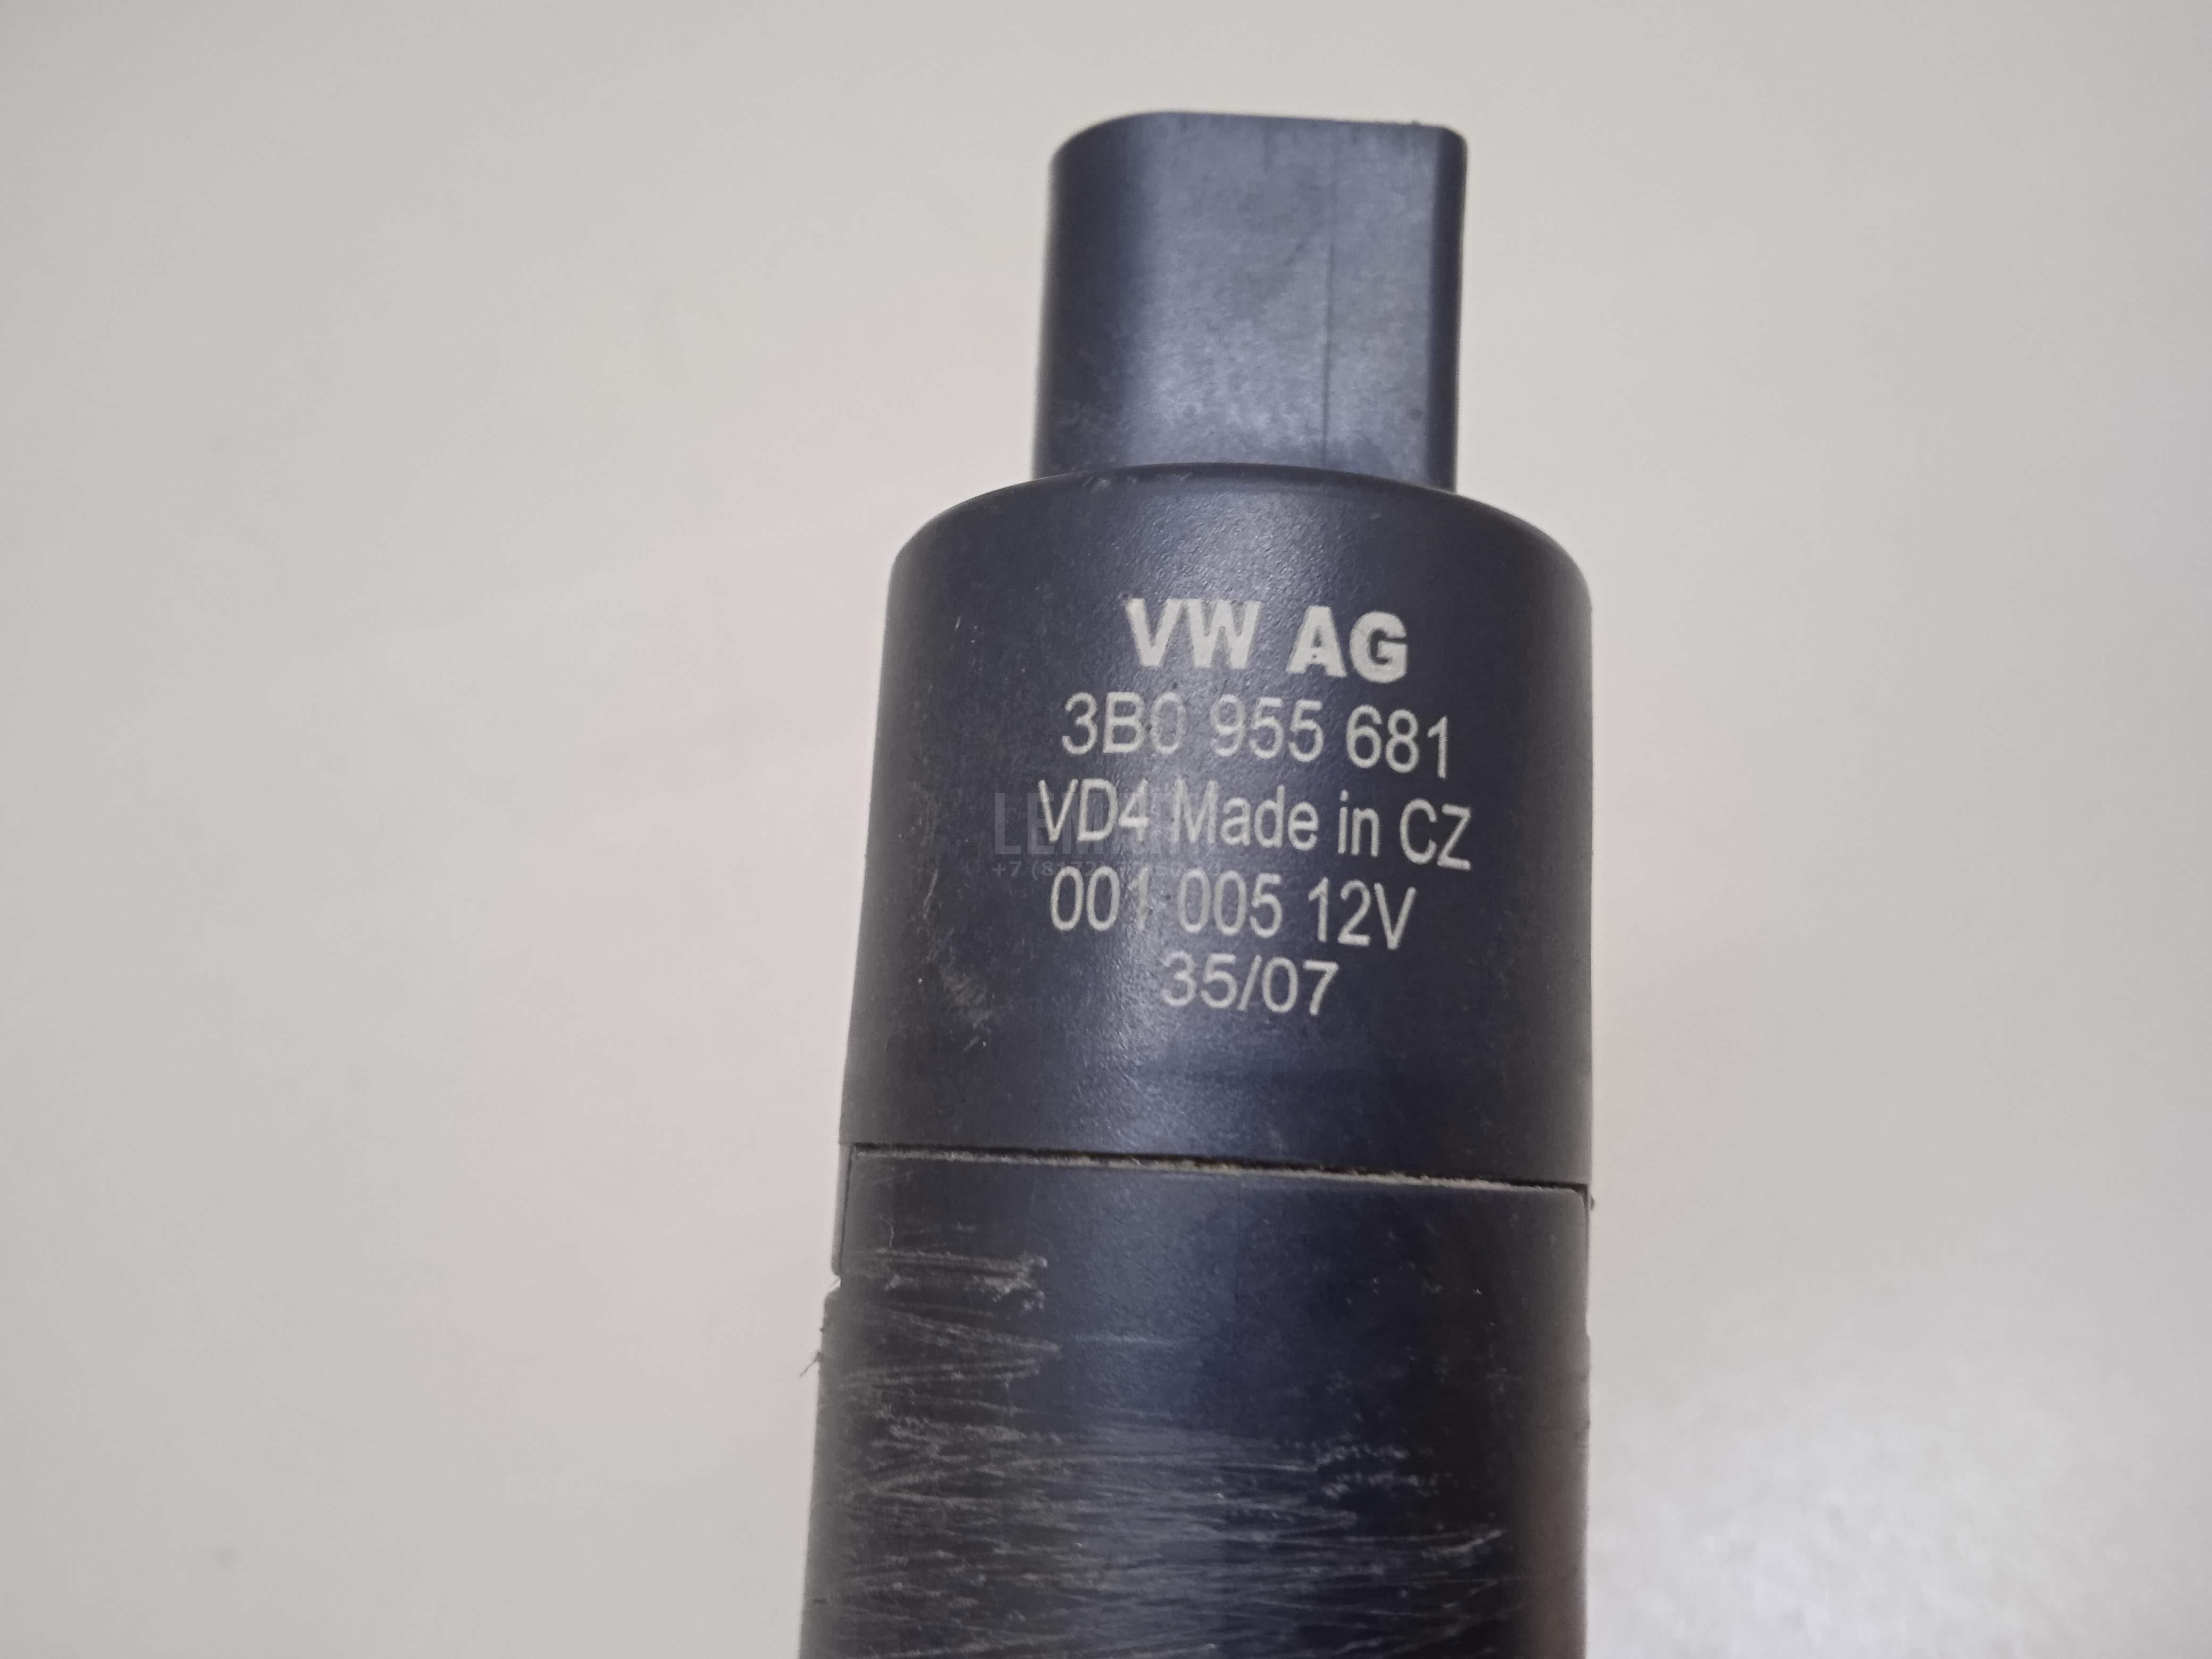 VW AG
3B0 955 681
VD4 Made in CZ
001 005 12V
35/07